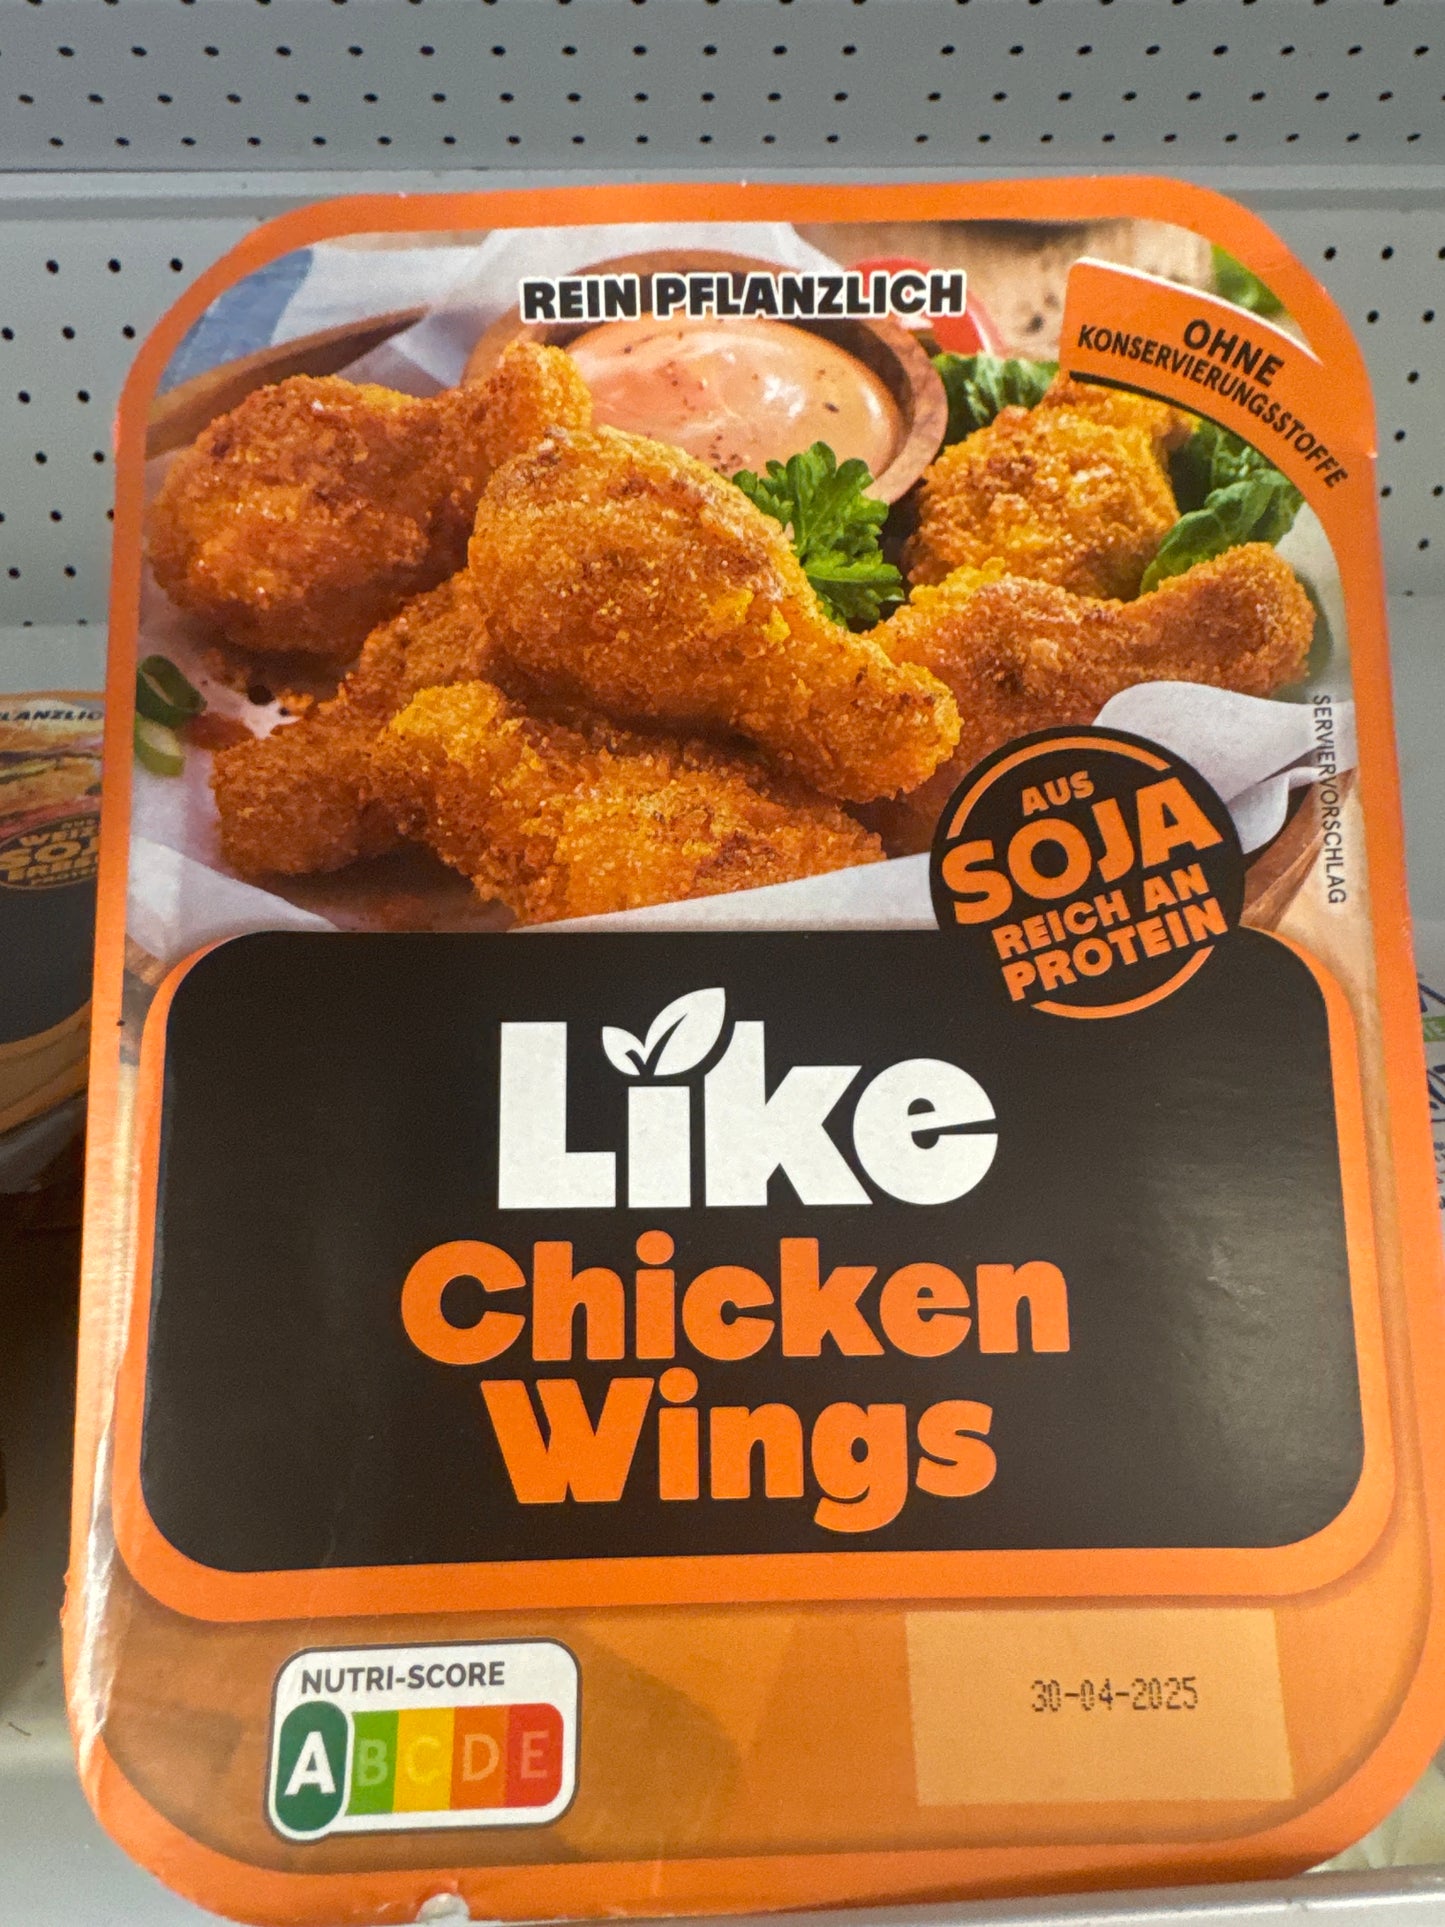 REIN PFLANZLICH
OHNE
KONSERVIERUNGSSTOFFE
SERVIERVORSCHLAG
AUS
SOJA
REICH AN
PROTEIN
Like
Chicken
Wings
NUTRI-SCORE
A B C D E
30-04-2025